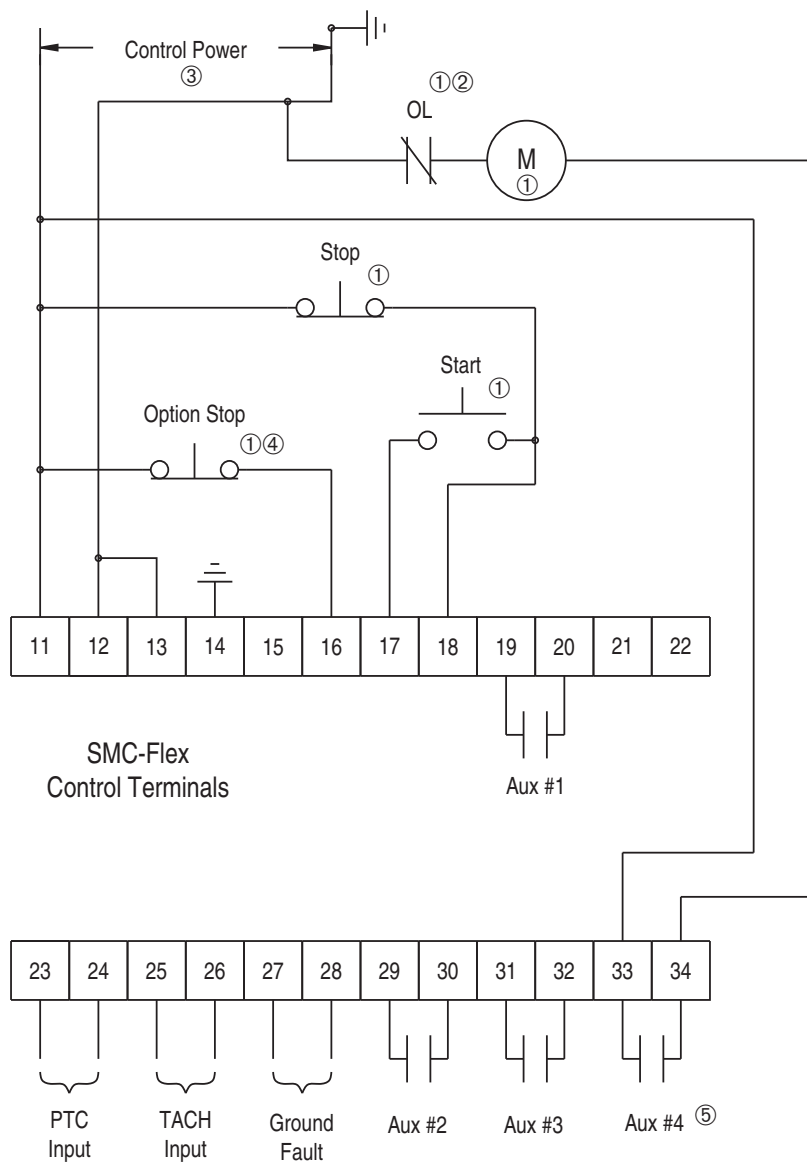 Control Power
③
①②
OL
M
①
Stop
①
Start
①
Option Stop
①④
11 12 13 14 15 16 17 18 19 20 21 22
SMC-Flex
Control Terminals
Aux #1
23 24 25 26 27 28 29 30 31 32 33 34
PTC
Input
TACH
Input
Ground
Fault
Aux #2
Aux #3
Aux #4 ⑤